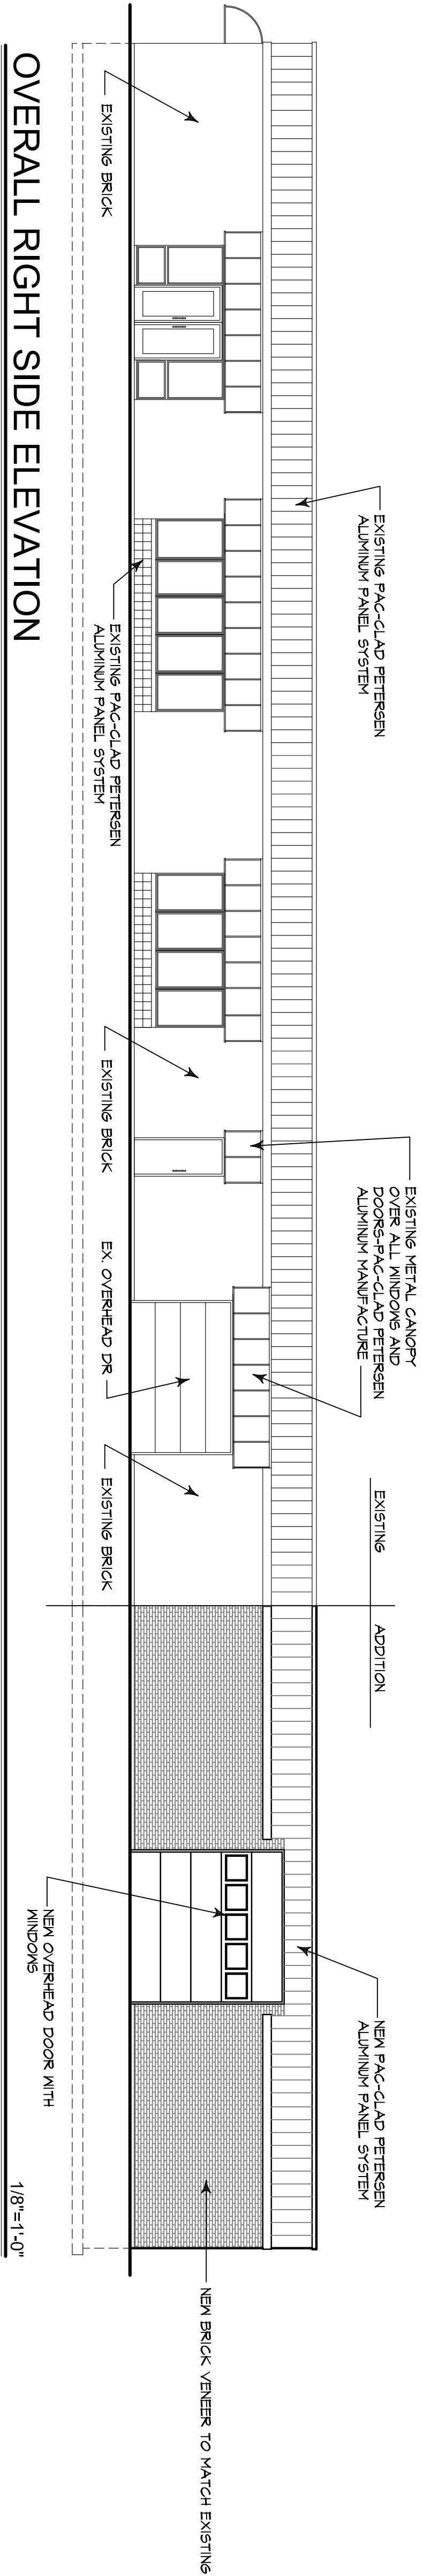 EXISTING METAL CANOPY
OVER ALL WINDOWS AND
DOORS-PAC-CLAD PETERSEN
ALUMINUM MANUFACTURE
EXISTING PAC-CLAD PETERSEN
ALUMINUM PANEL SYSTEM
EXISTING
ADDITION
NEW PAC-CLAD PETERSEN
ALUMINUM PANEL SYSTEM
NEW BRICK VENEER TO MATCH EXISTING
EXISTING BRICK
EXISTING PAC-CLAD PETERSEN
ALUMINUM PANEL SYSTEM
EXISTING BRICK
EX. OVERHEAD DR
EXISTING BRICK
NEW OVERHEAD DOOR WITH
WINDOWS
OVERALL RIGHT SIDE ELEVATION
1/8"=1'-0"